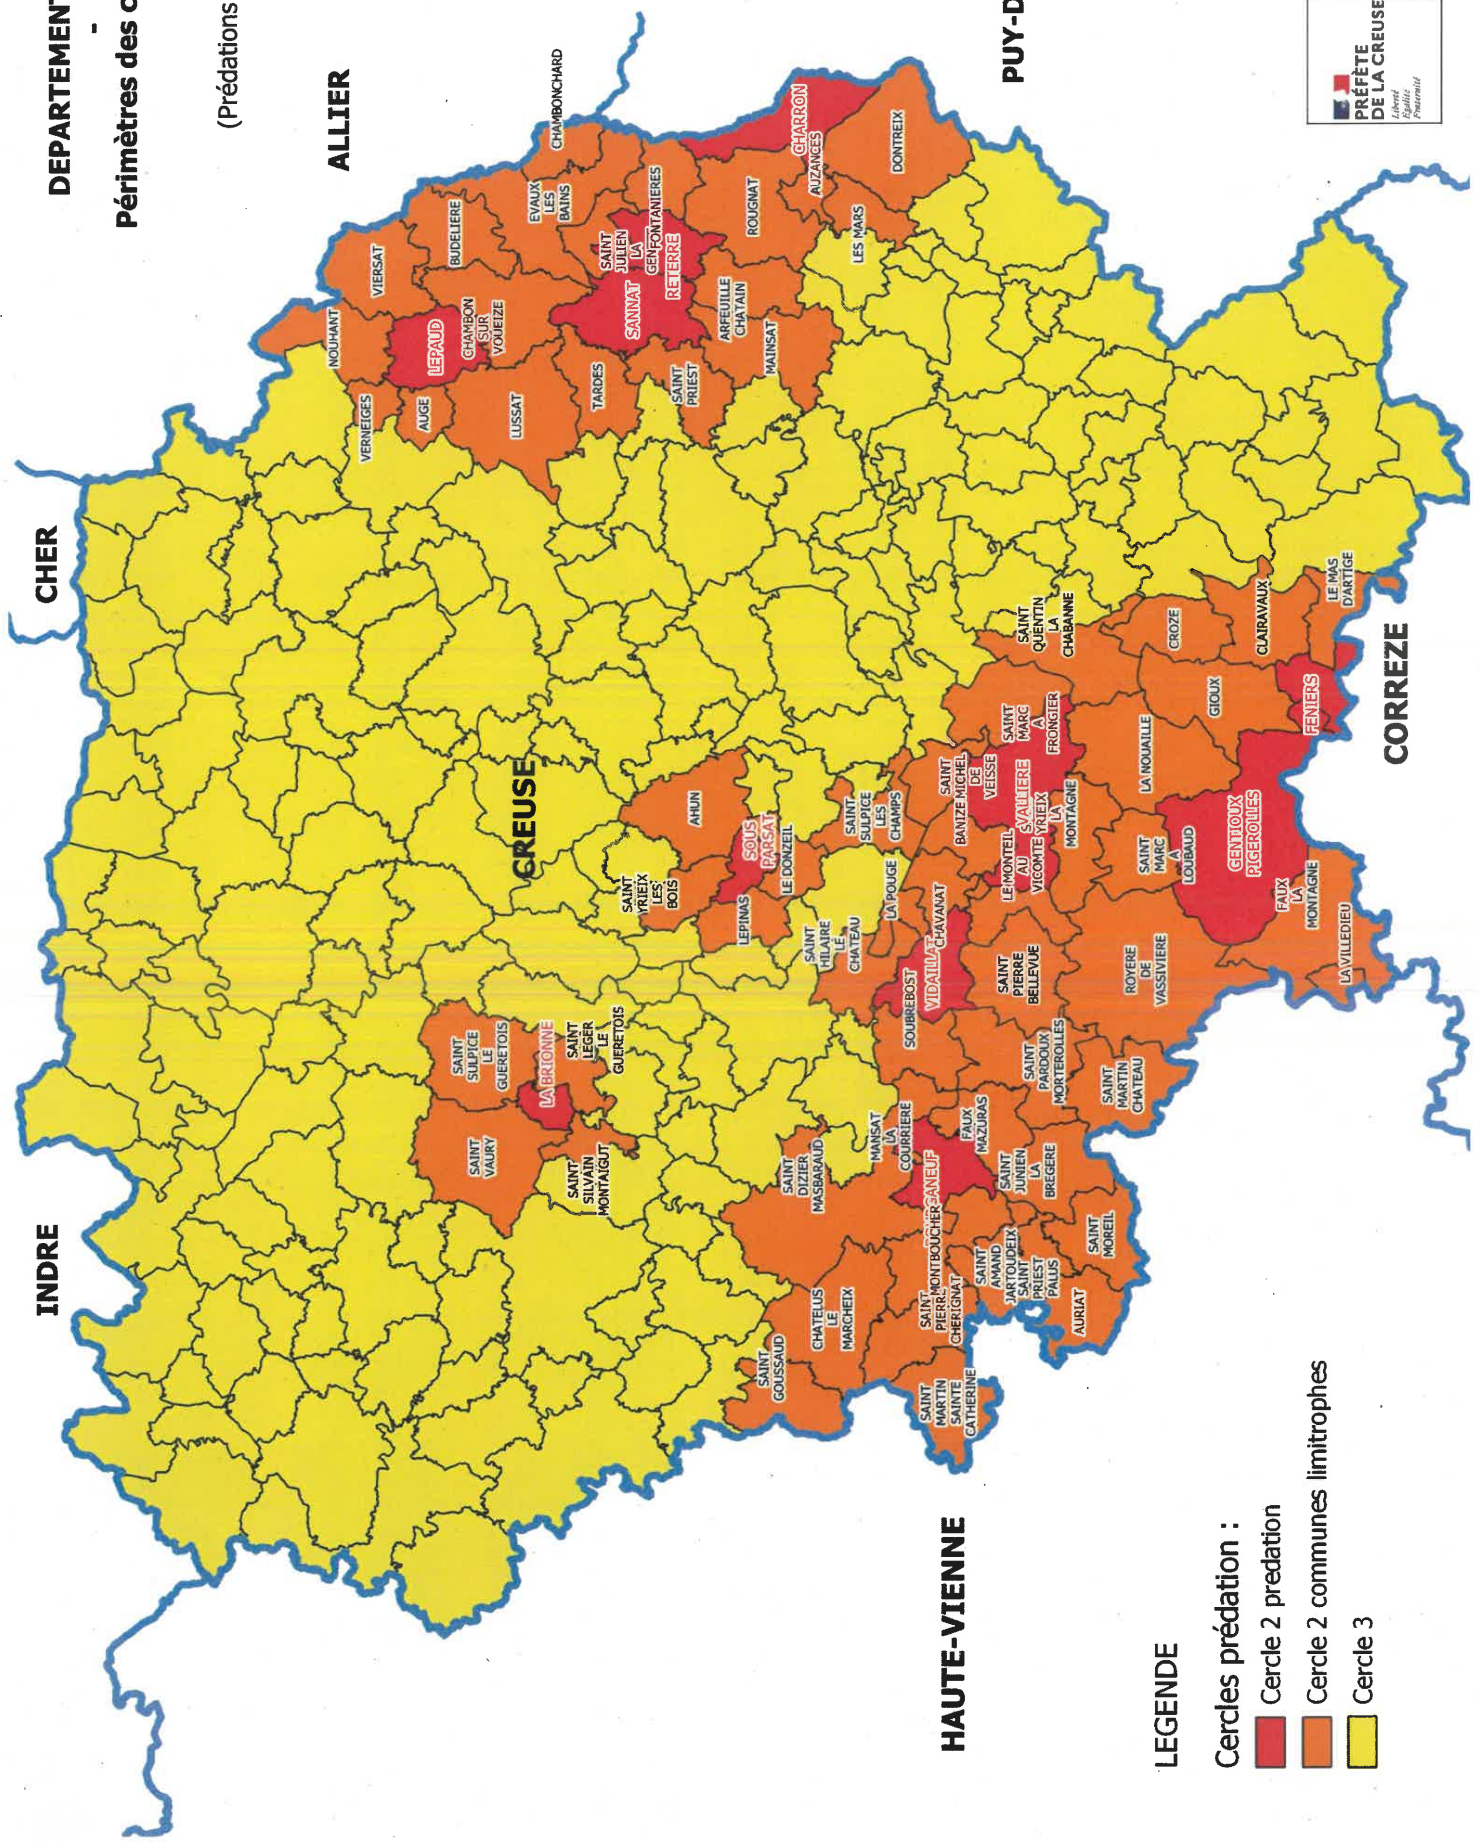 DEPARTEMENT
-
Périmètres des c
(Prédations
INDRE
CHER
ALLIER
PUY-D
CREUSE
HAUTE-VIENNE
CORREZE
CHAMBONCHARD
VIERSAT
BUDELIERE
EVAUX
LES
BAINS
NOUHANT
LEPAUD
CHAMBON
SUR
VOUEIZE
VERNEIGES
AUGE
LUSSAT
TARDES
SANNAT
SAINT
JULIEN
LA
GEN
FONTANIERES
RETERRE
ROUGNAT
CHARRON
AUZANCES
DONTREIX
LES MARS
ARFEUILLE
CHATAIN
MAINSAT
SAINT
PRIEST
SAINT
VAURY
SAINT
SULPICE
LE
GUERETOIS
LA BRIONNE
SAINT
LEGER
LE
GUERETOIS
SAINT
SILVAIN
MONTAIGUT
SAINT
YRIEIX
LES
BOIS
AHUN
SOUS
PARSAT
LEPINAS
LE DONZEIL
SAINT
HILAIRE
LE
CHATEAU
LA POUGE
SAINT
SULPICE
LES
CHAMPS
BANIZE
SAINT
MICHEL
DE
VEISSE
SAINT
MARC
A
FRONGIER
VALLIERE
YRIEIX
LA
MONTAGNE
LE MONTEIL
AU
VICOMTE
SAINT
QUENTIN
LA
CHABANNE
CROZE
CLAIRAVAUX
LE MAS
D'ARTIGE
GIOUX
FENIERS
LA NOUAILLE
GENTIOUX
PIGEROLLES
SAINT
MARC
A
LOUBAUD
FAUX
LA
MONTAGNE
LA VILLEDIEU
ROYERE
DE
VASSIVIERE
SAINT
PIERRE
BELLEVUE
CHAVANAT
VIDAILLAT
SOUBREBOST
SAINT
PARDOUX
MORTEROLLES
SAINT
MARTIN
CHATEAU
MANSAT
LA
COURRIERE
FAUX
MAZURAS
SAINT
JUNIEN
LA
BREGERE
SAINT
DIZIER
MASBARAUD
GANEUF
MONTBOUCHER
SAINT
PIERRE
CHERIGNAT
SAINT
AMAND
JARTOUDEIX
SAINT
PRIEST
PALUS
SAINT
MOREIL
AURIAT
CHATELUS
LE
MARCHEIX
SAINT
GOUSSAUD
SAINT
MARTIN
SAINTE
CATHERINE
LEGENDE
Cercles prédation :
Cercle 2 predation
Cercle 2 communes limitrophes
Cercle 3
PRÉFÈTE
DE LA CREUSE
Liberté
Égalité
Fraternité